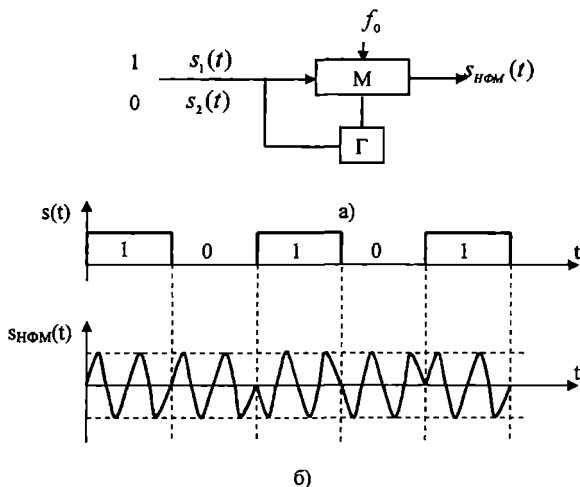 f₀
1 s₁(t) М s_НФМ(t)
0 s₂(t)
Г
s(t) а)
1 0 1 0 1 t
s_НФМ(t)
t
б)